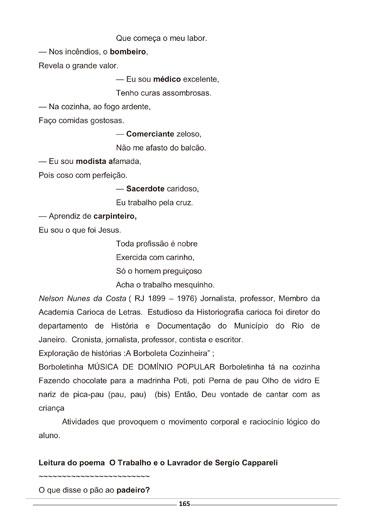 Que começa o meu labor.
— Nos incêndios, o bombeiro,
Revela o grande valor.
— Eu sou médico excelente,
Tenho curas assombrosas.
— Na cozinha, ao fogo ardente,
Faço comidas gostosas.
— Comerciante zeloso,
Não me afasto do balcão.
— Eu sou modista afamada,
Pois coso com perfeição.
— Sacerdote caridoso,
Eu trabalho pela cruz.
— Aprendiz de carpinteiro,
Eu sou o que foi Jesus.
Toda profissão é nobre
Exercida com carinho,
Só o homem preguiçoso
Acha o trabalho mesquinho.
Nelson Nunes da Costa ( RJ 1899 – 1976) Jornalista, professor, Membro da
Academia Carioca de Letras. Estudioso da Historiografia carioca foi diretor do
departamento de História e Documentação do Município do Rio de
Janeiro. Cronista, jornalista, professor, contista e escritor.
Exploração de histórias :A Borboleta Cozinheira" ;
Borboletinha MÚSICA DE DOMÍNIO POPULAR Borboletinha tá na cozinha
Fazendo chocolate para a madrinha Poti, poti Perna de pau Olho de vidro E
nariz de pica-pau (pau, pau) (bis) Então, Deu vontade de cantar com as
criança
Atividades que provoquem o movimento corporal e raciocínio lógico do
aluno.
Leitura do poema O Trabalho e o Lavrador de Sergio Cappareli
~~~~~~~~~~~~~~~~~~~~~~~~
O que disse o pão ao padeiro?
165